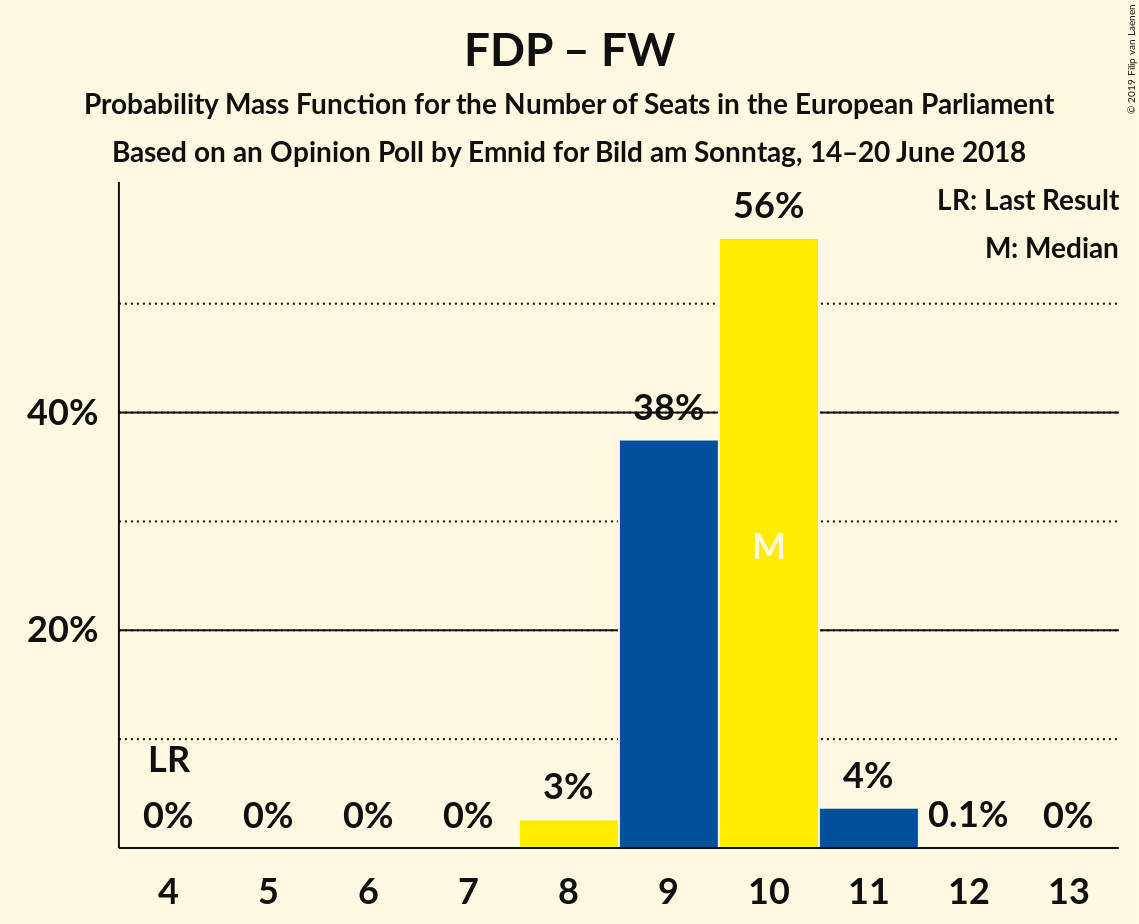 FDP – FW
Probability Mass Function for the Number of Seats in the European Parliament
Based on an Opinion Poll by Emnid for Bild am Sonntag, 14–20 June 2018
© 2019 Filip van Laenen
LR: Last Result
M: Median
56%
40%
38%
M
20%
LR
0%
0%
0%
0%
3%
4%
0.1%
0%
4
5
6
7
8
9
10
11
12
13